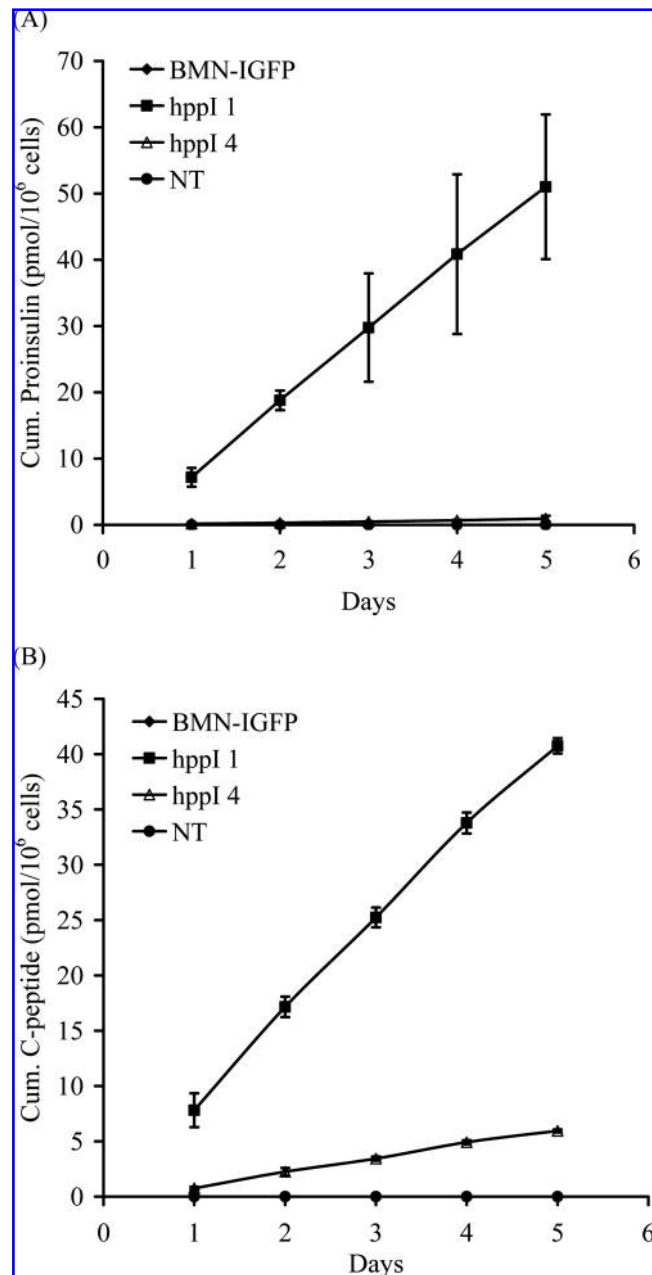 (A)
Cum. Proinsulin (pmol/10⁶ cells)
70
60
50
40
30
20
10
0
BMN-IGFP
hppI 1
hppI 4
NT
0 1 2 3 4 5 6
Days
(B)
Cum. C-peptide (pmol/10⁶ cells)
45
40
35
30
25
20
15
10
5
0
BMN-IGFP
hppI 1
hppI 4
NT
0 1 2 3 4 5 6
Days